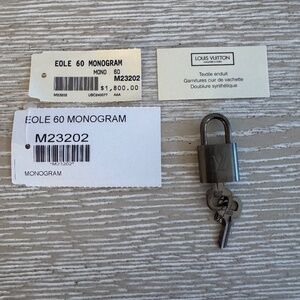 EOLE 60 MONOGRAM
MONO 60
M23202
$1,800.00
EOLE 60 MONOGRAM
M23202
"M23202"
MONOGRAM
LOUIS VUITTON
Textile enduit
Garnitures cuir de vachette
Doublure synthétique